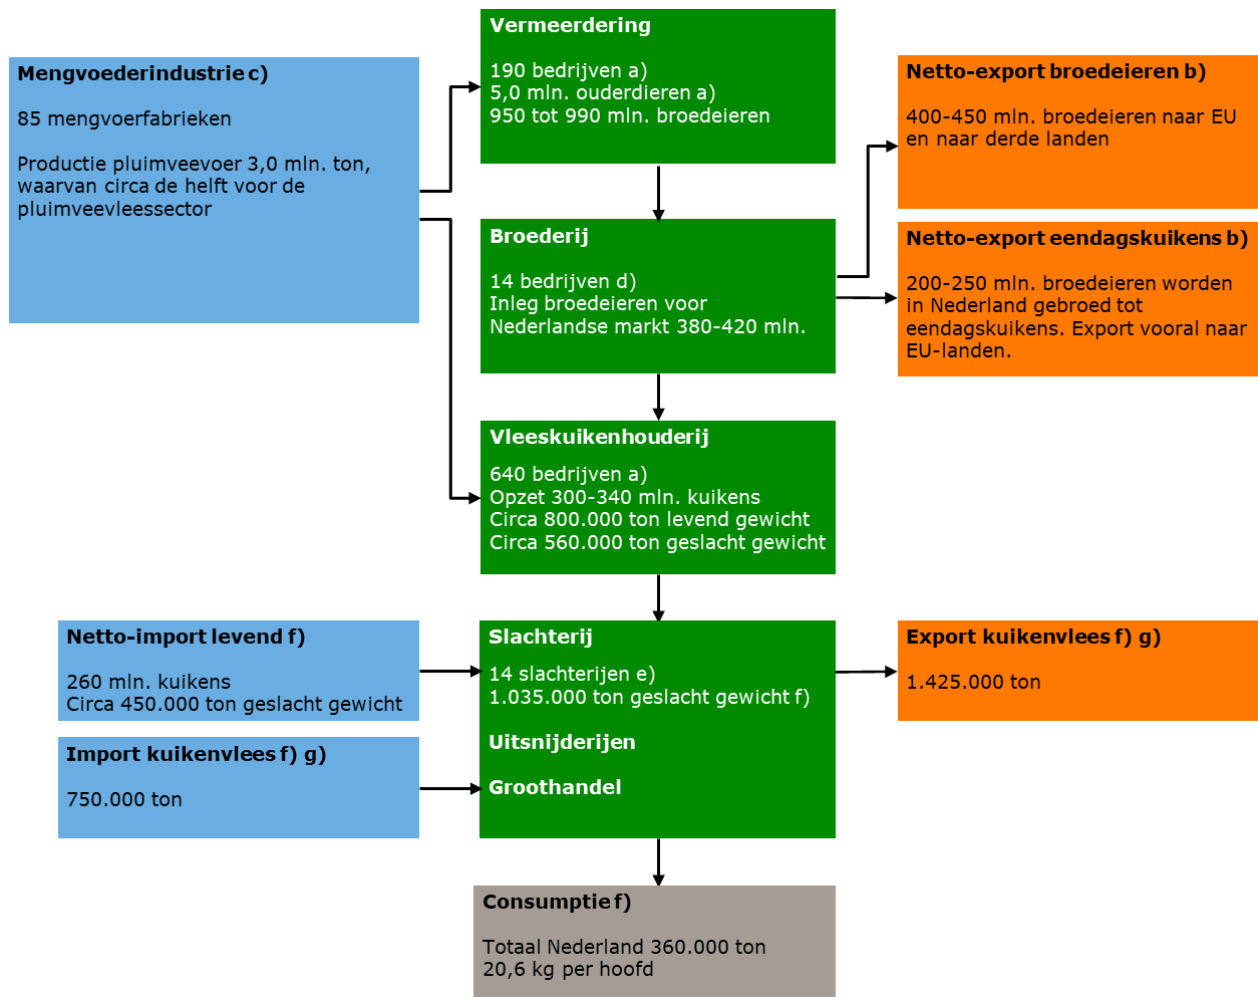 Vermeerdering
190 bedrijven a)
5,0 mln. ouderdieren a)
950 tot 990 mln. broedeieren
Mengvoederindustrie c)
85 mengvoerfabrieken
Productie pluimveevoer 3,0 mln. ton,
waarvan circa de helft voor de
pluimveevleessector
Netto-export broedeieren b)
400-450 mln. broedeieren naar EU
en naar derde landen
Broederij
14 bedrijven d)
Inleg broedeieren voor
Nederlandse markt 380-420 mln.
Netto-export eendagskuikens b)
200-250 mln. broedeieren worden
in Nederland gebroed tot
eendagskuikens. Export vooral naar
EU-landen.
Vleeskuikenhouderij
640 bedrijven a)
Opzet 300-340 mln. kuikens
Circa 800.000 ton levend gewicht
Circa 560.000 ton geslacht gewicht
Netto-import levend f)
260 mln. kuikens
Circa 450.000 ton geslacht gewicht
Import kuikenvlees f) g)
750.000 ton
Slachterij
14 slachterijen e)
1.035.000 ton geslacht gewicht f)
Uitsnijderijen
Groothandel
Export kuikenvlees f) g)
1.425.000 ton
Consumptie f)
Totaal Nederland 360.000 ton
20,6 kg per hoofd